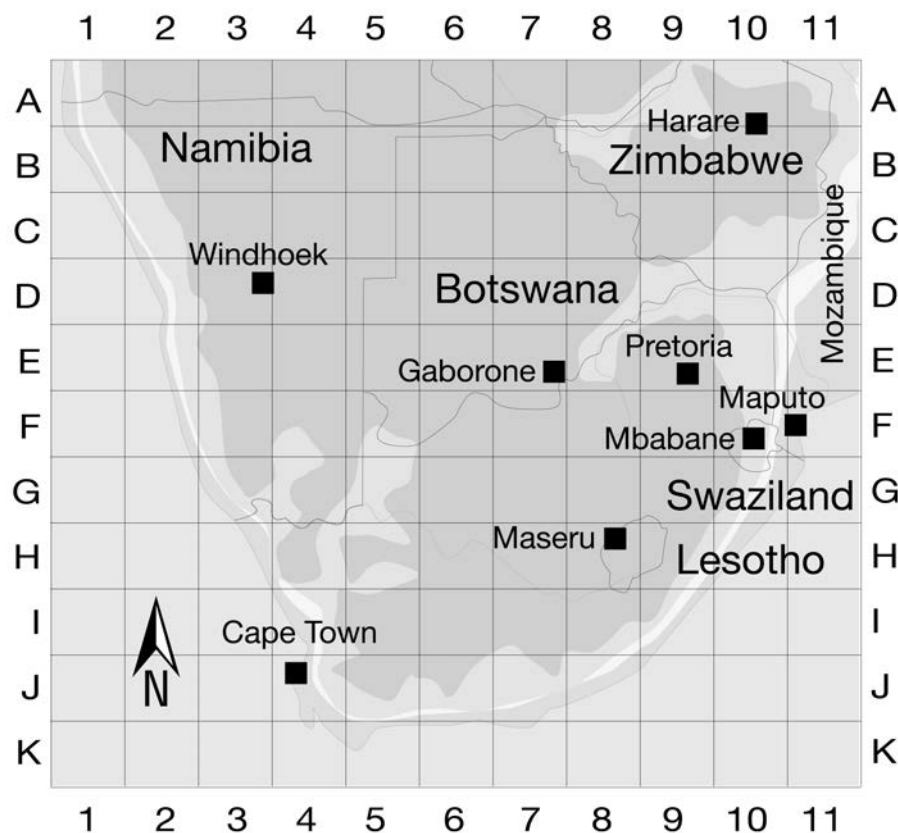 1 2 3 4 5 6 7 8 9 10 11
A A
Harare
B Namibia Zimbabwe B
C C
Mozambique
Windhoek
D Botswana D
Pretoria
E Gaborone E
Maputo
F Mbabane F
G Swaziland G
Maseru
H Lesotho H
I I
Cape Town
J N J
K K
1 2 3 4 5 6 7 8 9 10 11